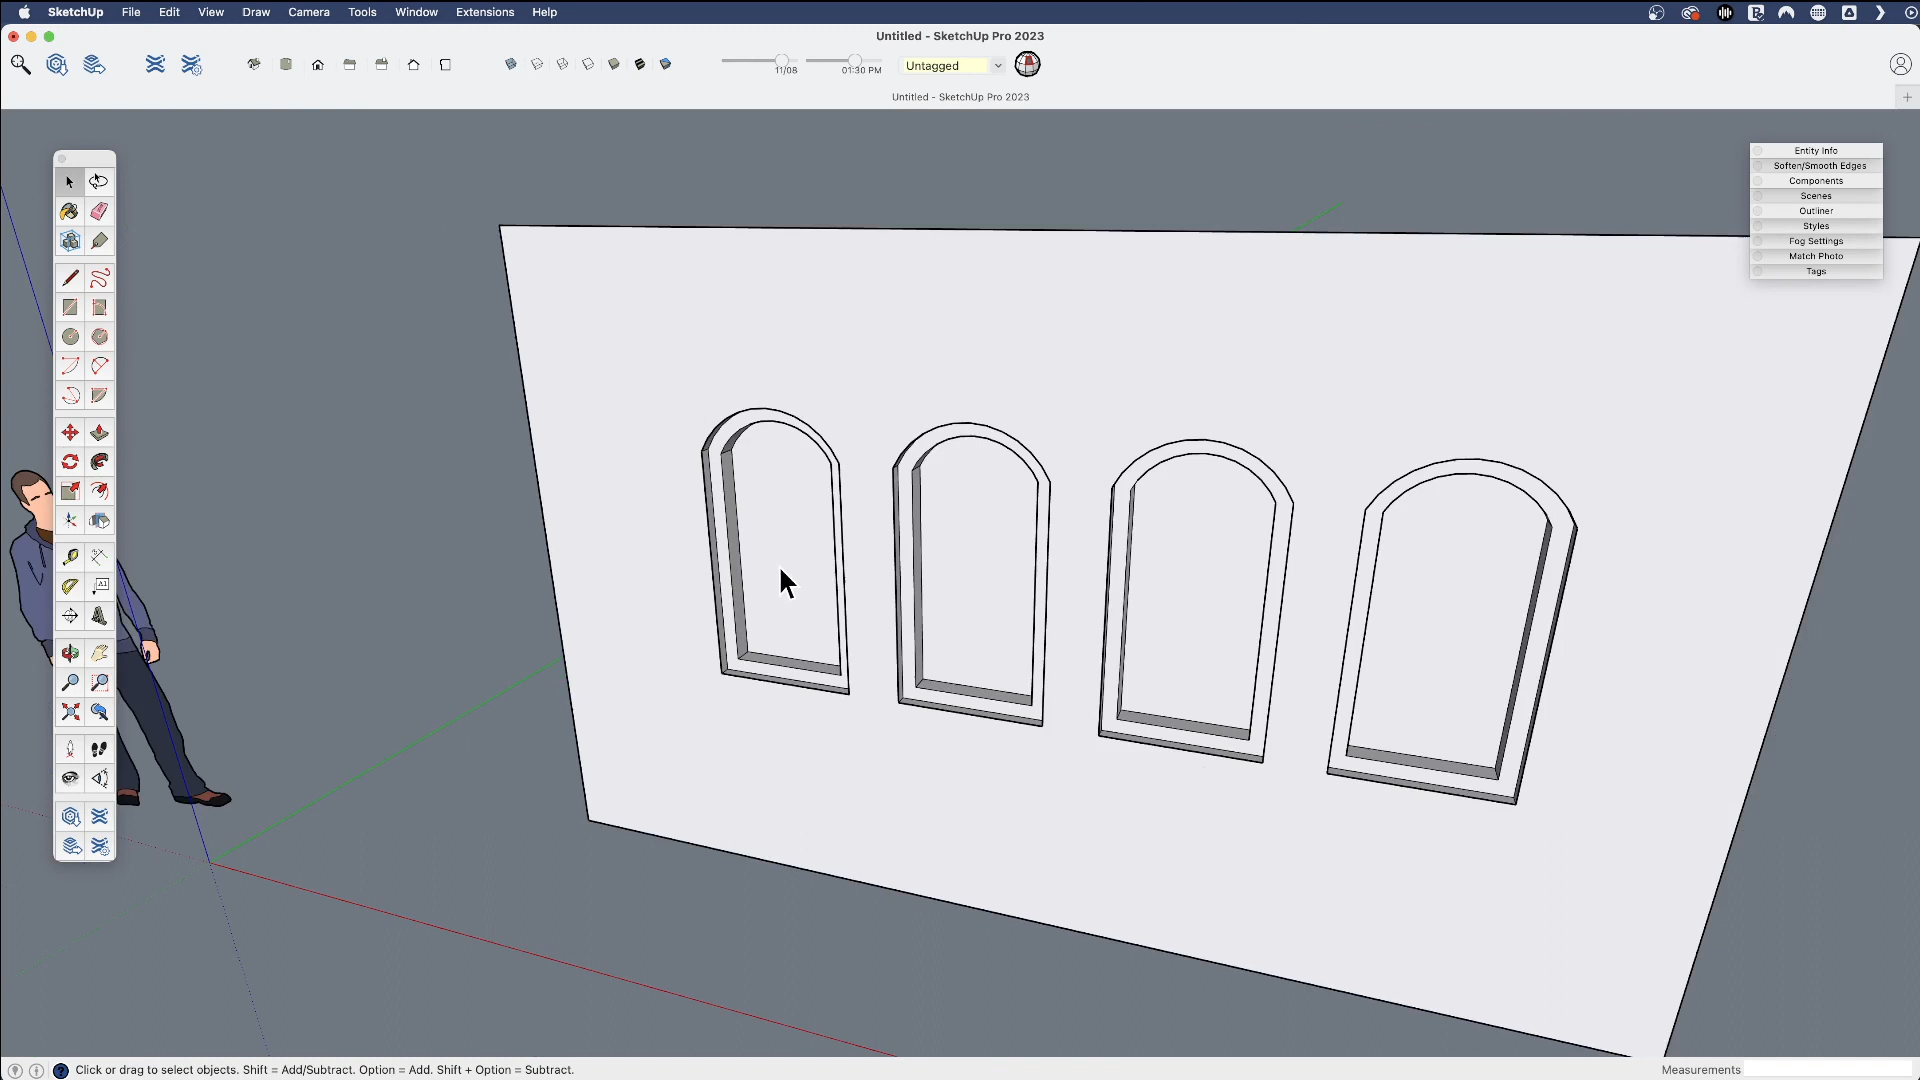 SketchUp File Edit View Draw Camera Tools Window Extensions Help
Untitled - SketchUp Pro 2023
11/08
01:30 PM
Untagged
Untitled - SketchUp Pro 2023
Entity Info
Soften/Smooth Edges
Components
Scenes
Outliner
Styles
Fog Settings
Match Photo
Tags
A1
Click or drag to select objects. Shift = Add/Subtract. Option = Add. Shift + Option = Subtract.
Measurements